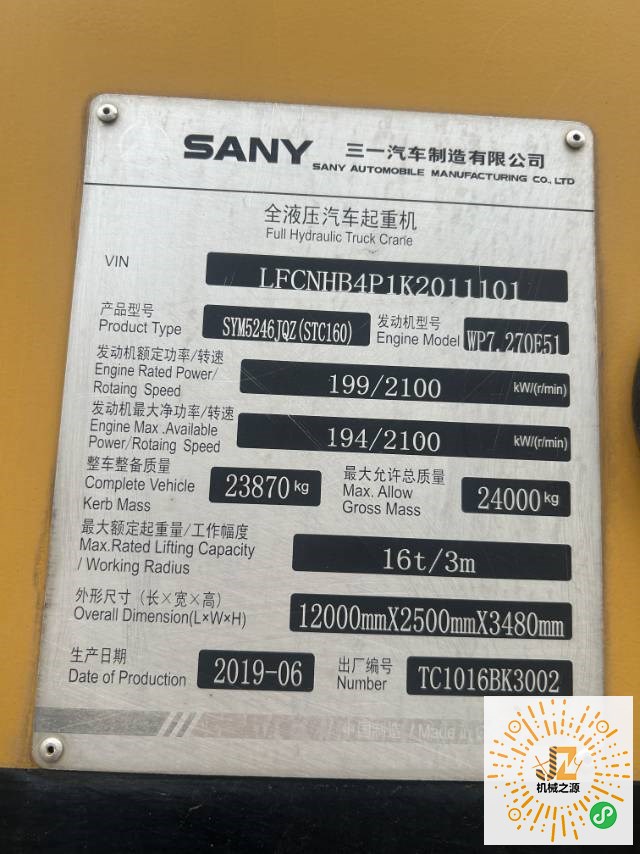 SANY 三一汽车制造有限公司
SANY AUTOMOBILE MANUFACTURING CO., LTD
全液压汽车起重机
Full Hydraulic Truck Crane
VIN LFCNHB4P1K2011101
产品型号
Product Type SYM5246JQZ(STC160)
发动机型号
Engine Model WP7.270E51
发动机额定功率/转速
Engine Rated Power/
Rotaing Speed
199/2100 kW/(r/min)
发动机最大净功率/转速
Engine Max .Available
Power/Rotaing Speed
194/2100 kW/(r/min)
整车整备质量
Complete Vehicle
Kerb Mass
23870 kg
最大允许总质量
Max. Allow
Gross Mass
24000 kg
最大额定起重量/工作幅度
Max.Rated Lifting Capacity
/ Working Radius
16t/3m
外形尺寸（长×宽×高）
Overall Dimension(L×W×H)
12000mmX2500mmX3480mm
生产日期
Date of Production
2019-06
出厂编号
Number
TC1016BK3002
中国制造 / Made in
JZ
机械之源